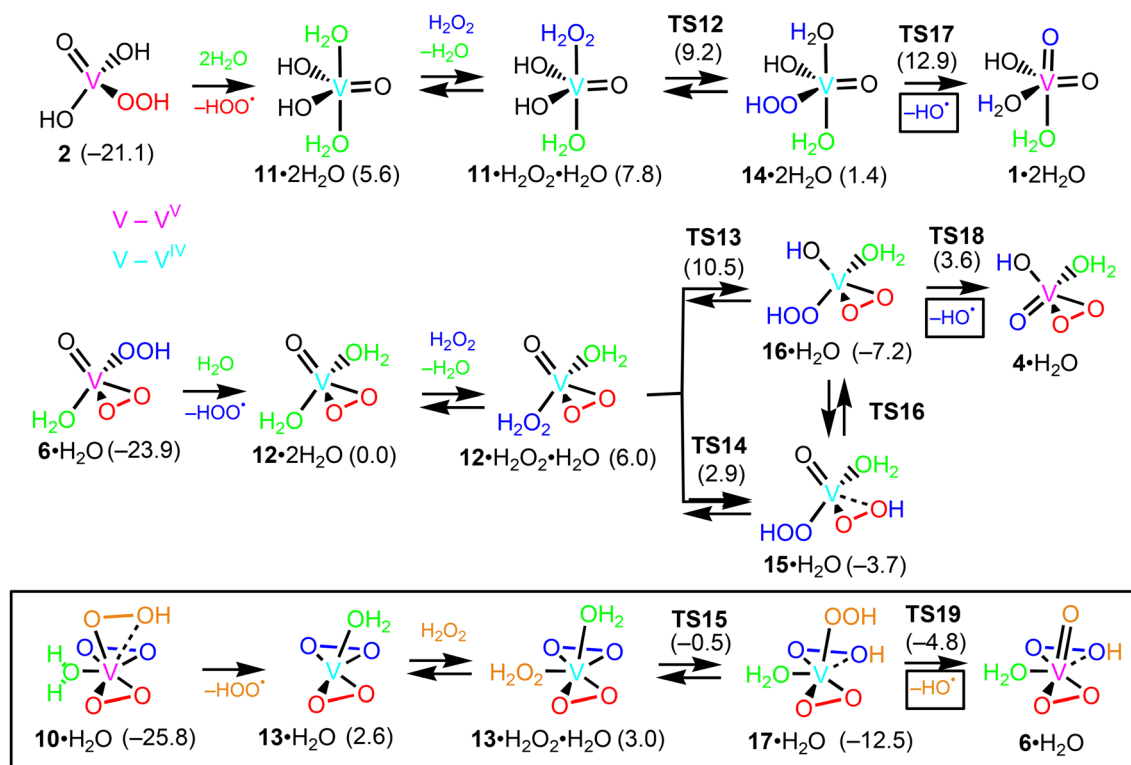 TS12 TS17
O OH H₂O H₂O₂ H₂O₂ (9.2) H₂O (12.9) O
V 2H₂O HO –H₂O HO HO HO
HO OOH –HOO• HO V=O HO V=O HOO V=O –HO• H₂O V=O
H₂O H₂O H₂O H₂O
2 (–21.1) 11•2H₂O (5.6) 11•H₂O₂•H₂O (7.8) 14•2H₂O (1.4) 1•2H₂O
V – Vᴵⱽ
V – Vⱽ
TS13 TS18
(10.5) HO OH₂ (3.6) HO OH₂
V O O V O O
HOO –HO• O
16•H₂O (–7.2) 4•H₂O
O OOH H₂O O OH₂ H₂O₂ O OH₂
V O O –HOO• V O O –H₂O V O O
H₂O H₂O H₂O₂
6•H₂O (–23.9) 12•2H₂O (0.0) 12•H₂O₂•H₂O (6.0)
TS16
TS14
(2.9) O OH₂
V O OH
HOO
15•H₂O (–3.7)
TS15 TS19
O OH OH₂ H₂O₂ OH₂ (–0.5) OOH (–4.8) O
H O O O O O O O O OH O OH
O V –HOO• V H₂O₂ V H₂O V –HO• H₂O V
H O O O O O O O O O O
10•H₂O (–25.8) 13•H₂O (2.6) 13•H₂O₂•H₂O (3.0) 17•H₂O (–12.5) 6•H₂O